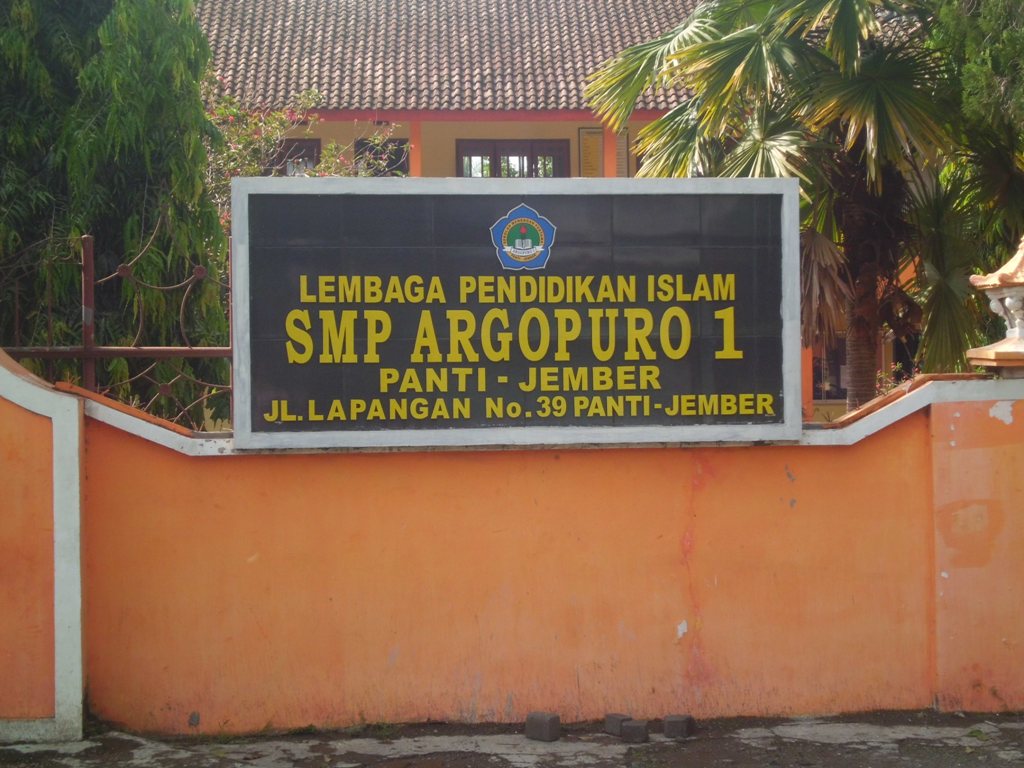 LEMBAGA PENDIDIKAN ISLAM
SMP ARGOPURO 1
PANTI - JEMBER
JL. LAPANGAN No. 39 PANTI - JEMBER